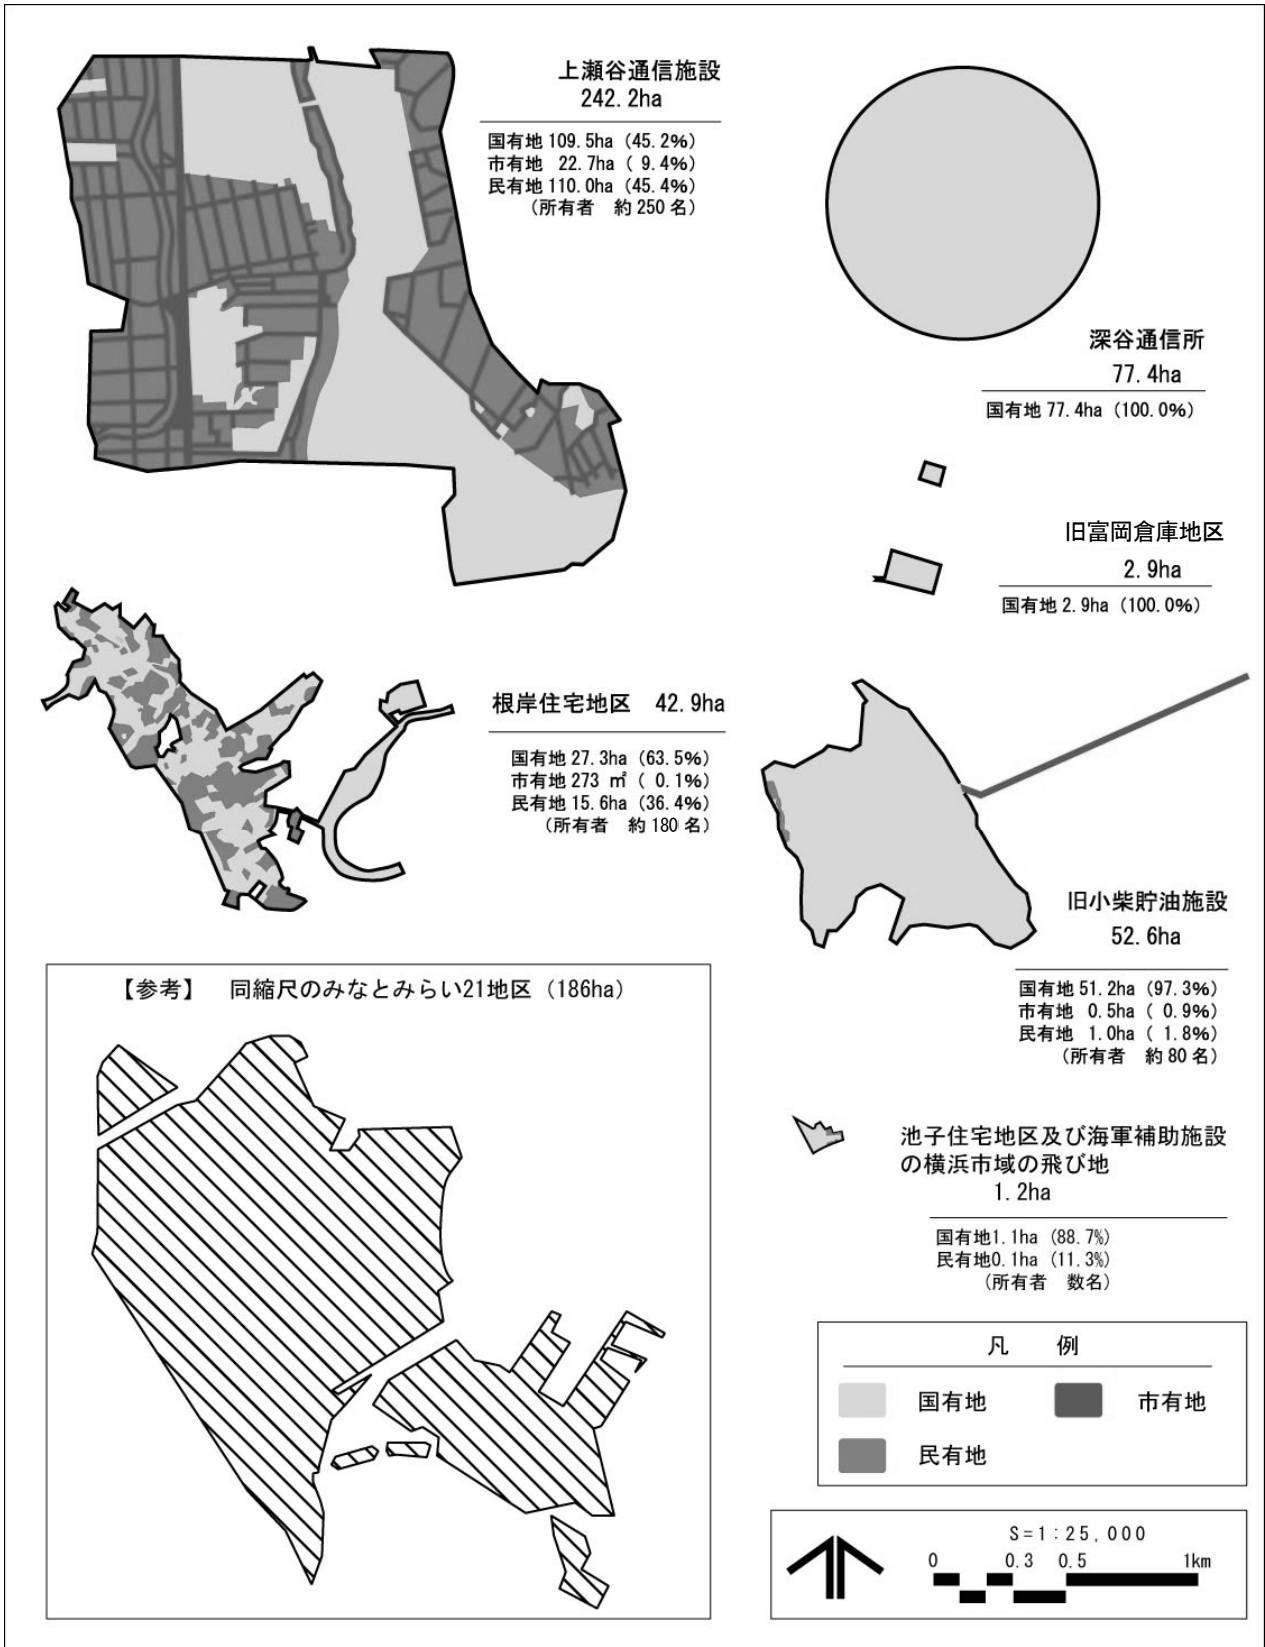 上瀬谷通信施設
242.2ha
国有地 109.5ha (45.2%)
市有地 22.7ha ( 9.4%)
民有地 110.0ha (45.4%)
(所有者 約 250 名)
深谷通信所
77.4ha
国有地 77.4ha (100.0%)
旧富岡倉庫地区
2.9ha
国有地 2.9ha (100.0%)
根岸住宅地区 42.9ha
国有地 27.3ha (63.5%)
市有地 273 ㎡ ( 0.1%)
民有地 15.6ha (36.4%)
(所有者 約 180 名)
旧小柴貯油施設
52.6ha
国有地 51.2ha (97.3%)
市有地 0.5ha ( 0.9%)
民有地 1.0ha ( 1.8%)
(所有者 約 80 名)
【参考】 同縮尺のみなとみらい21地区 (186ha)
池子住宅地区及び海軍補助施設
の横浜市域の飛び地
1.2ha
国有地1.1ha (88.7%)
民有地0.1ha (11.3%)
(所有者 数名)
凡 例
国有地 市有地
民有地
S=1:25,000
0 0.3 0.5 1km